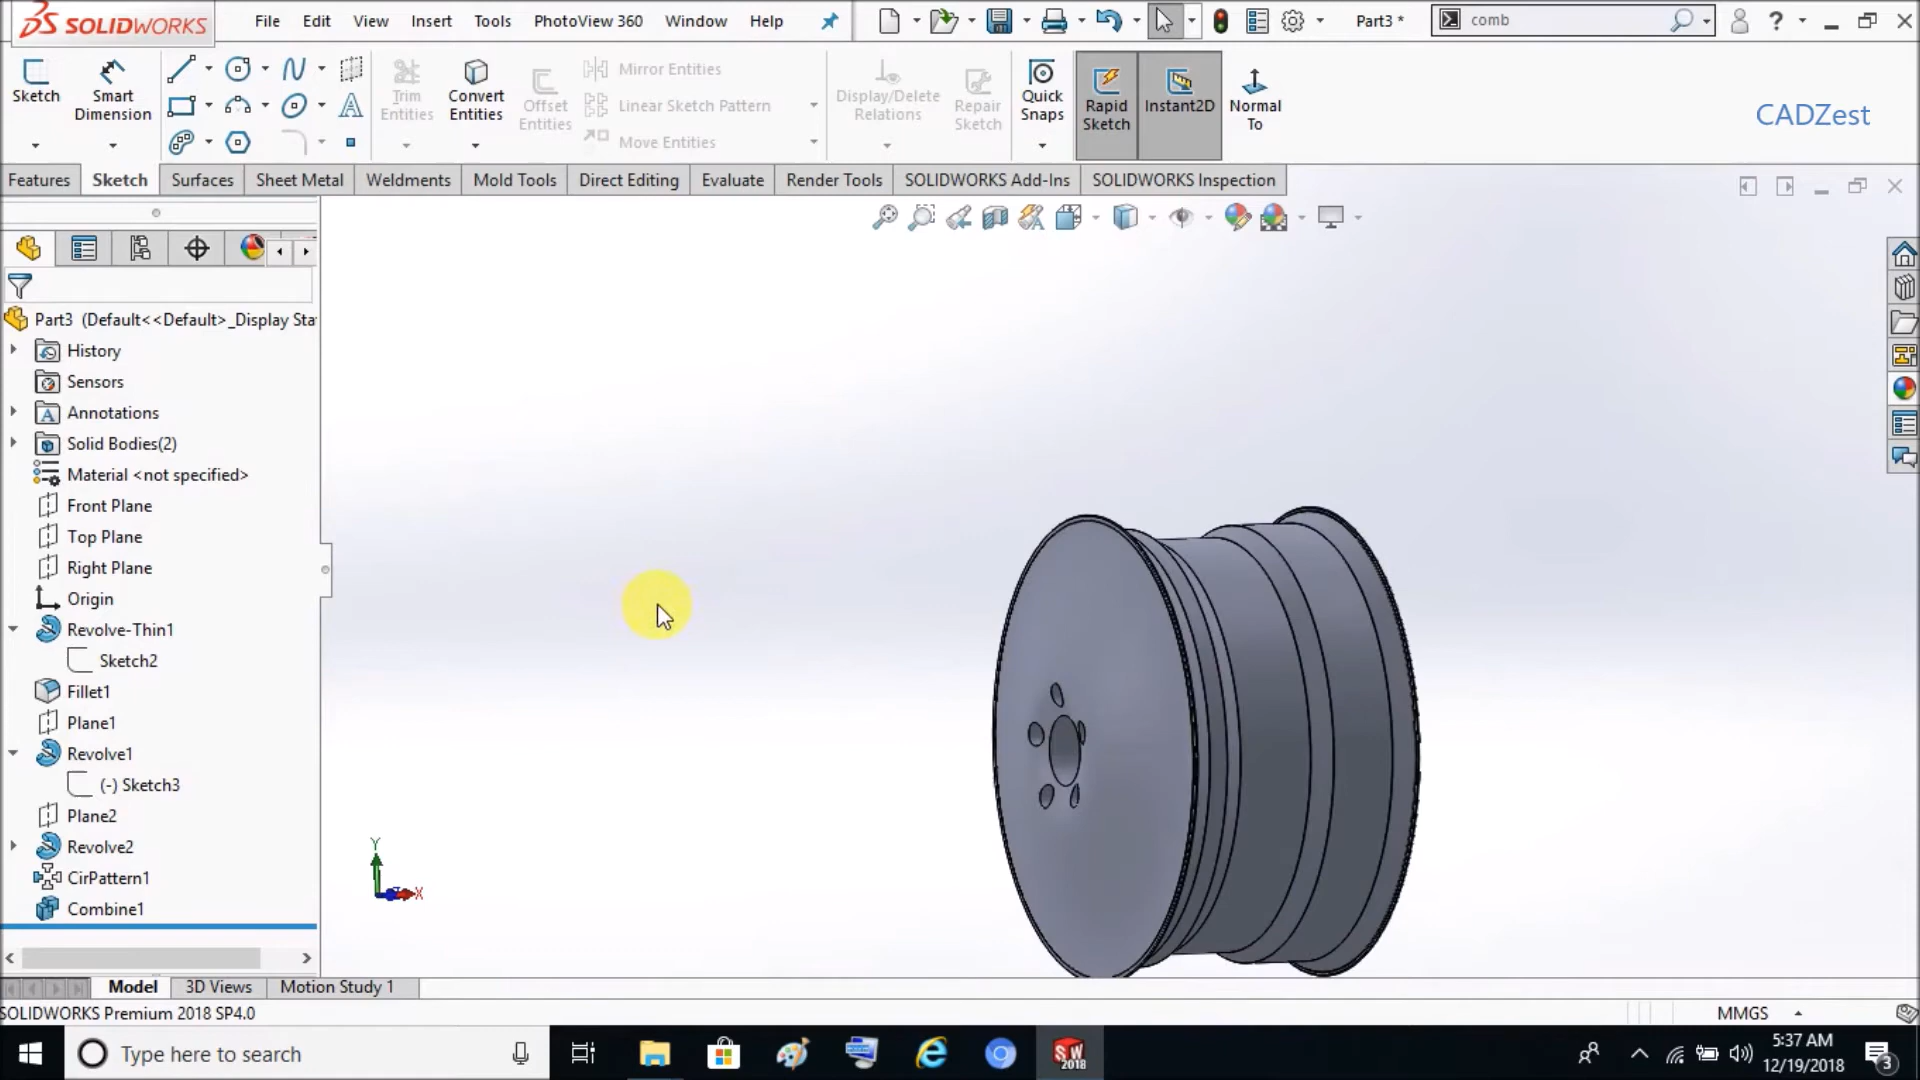 SOLIDWORKS File Edit View Insert Tools PhotoView 360 Window Help Part3 * comb ?
Sketch Smart Dimension Trim Entities Convert Entities Offset Entities Mirror Entities Linear Sketch Pattern Move Entities Display/Delete Relations Repair Sketch Quick Snaps Rapid Sketch Instant2D Normal To
CADZest
Features Sketch Surfaces Sheet Metal Weldments Mold Tools Direct Editing Evaluate Render Tools SOLIDWORKS Add-Ins SOLIDWORKS Inspection
Part3 (Default<<Default>_Display Sta
History
Sensors
Annotations
Solid Bodies(2)
Material <not specified>
Front Plane
Top Plane
Right Plane
Origin
Revolve-Thin1
Sketch2
Fillet1
Plane1
Revolve1
(-) Sketch3
Plane2
Revolve2
CirPattern1
Combine1
Y
X
Model 3D Views Motion Study 1
SOLIDWORKS Premium 2018 SP4.0 MMGS
Type here to search
SW 2018
5:37 AM
12/19/2018
3